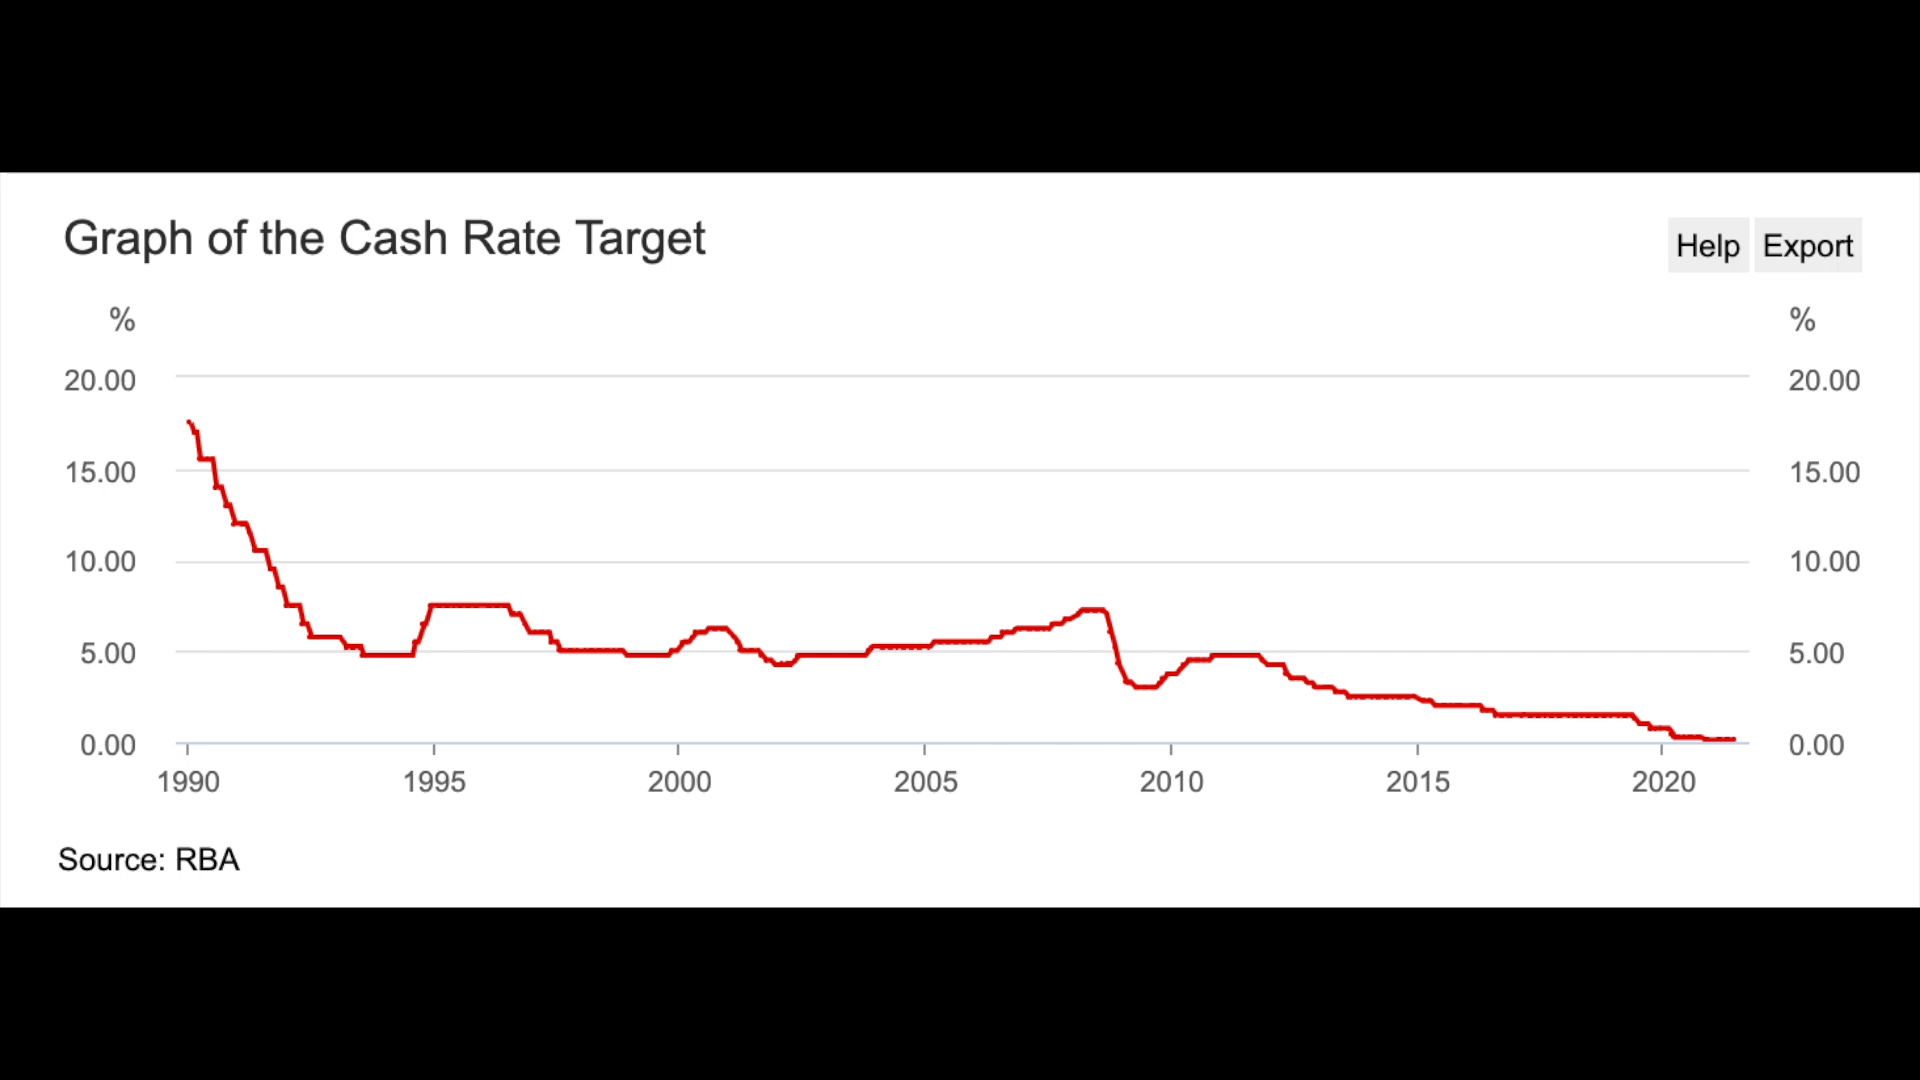 Graph of the Cash Rate Target
Help Export
% %
20.00 20.00
15.00 15.00
10.00 10.00
5.00 5.00
0.00 0.00
1990 1995 2000 2005 2010 2015 2020
Source: RBA